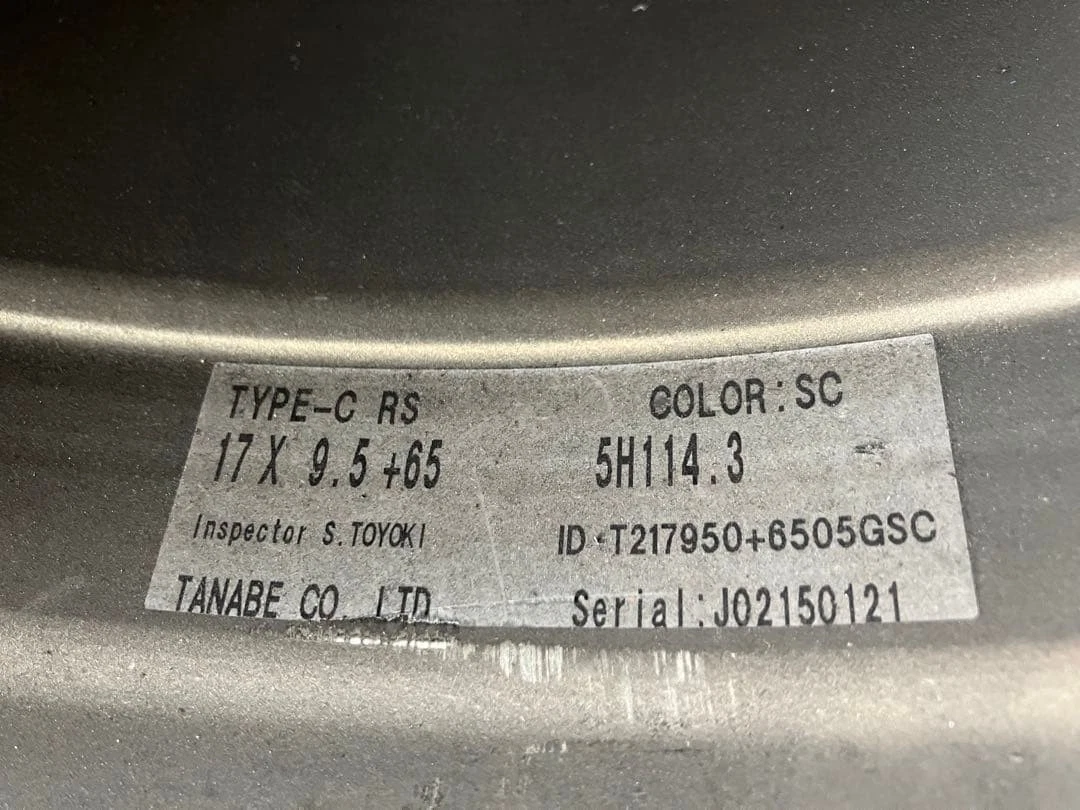 TYPE-C RS COLOR:SC
17 X 9.5 +65 5H114.3
Inspector S.TOYOKI ID:T217950+6505GSC
TANABE CO.,LTD. Serial:J02150121